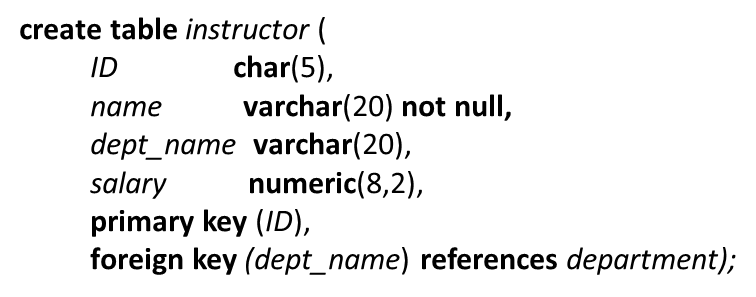 create table instructor (
ID char(5),
name varchar(20) not null,
dept_name varchar(20),
salary numeric(8,2),
primary key (ID),
foreign key (dept_name) references department);